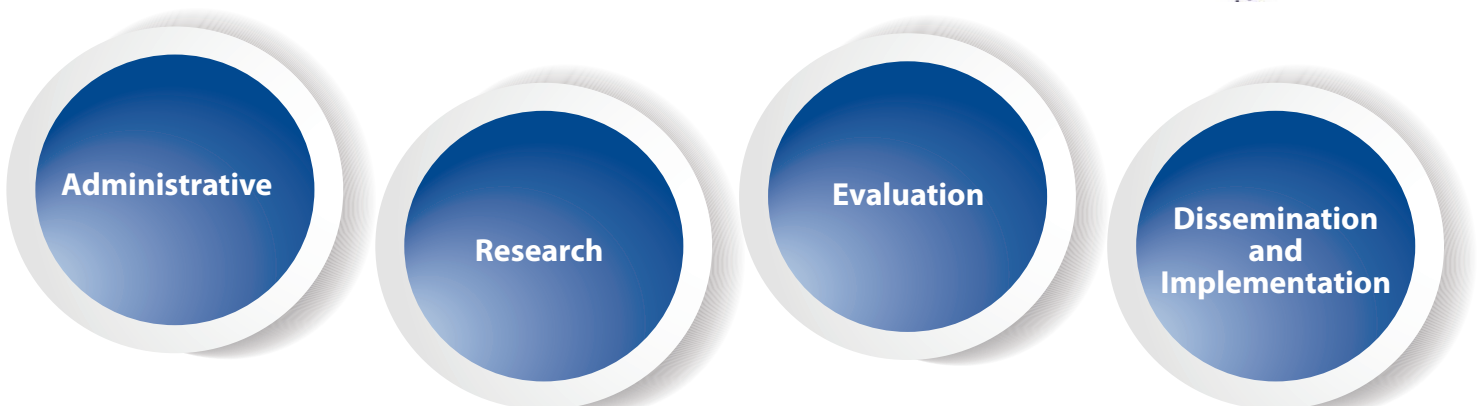 Administrative
Research
Evaluation
Dissemination
and
Implementation